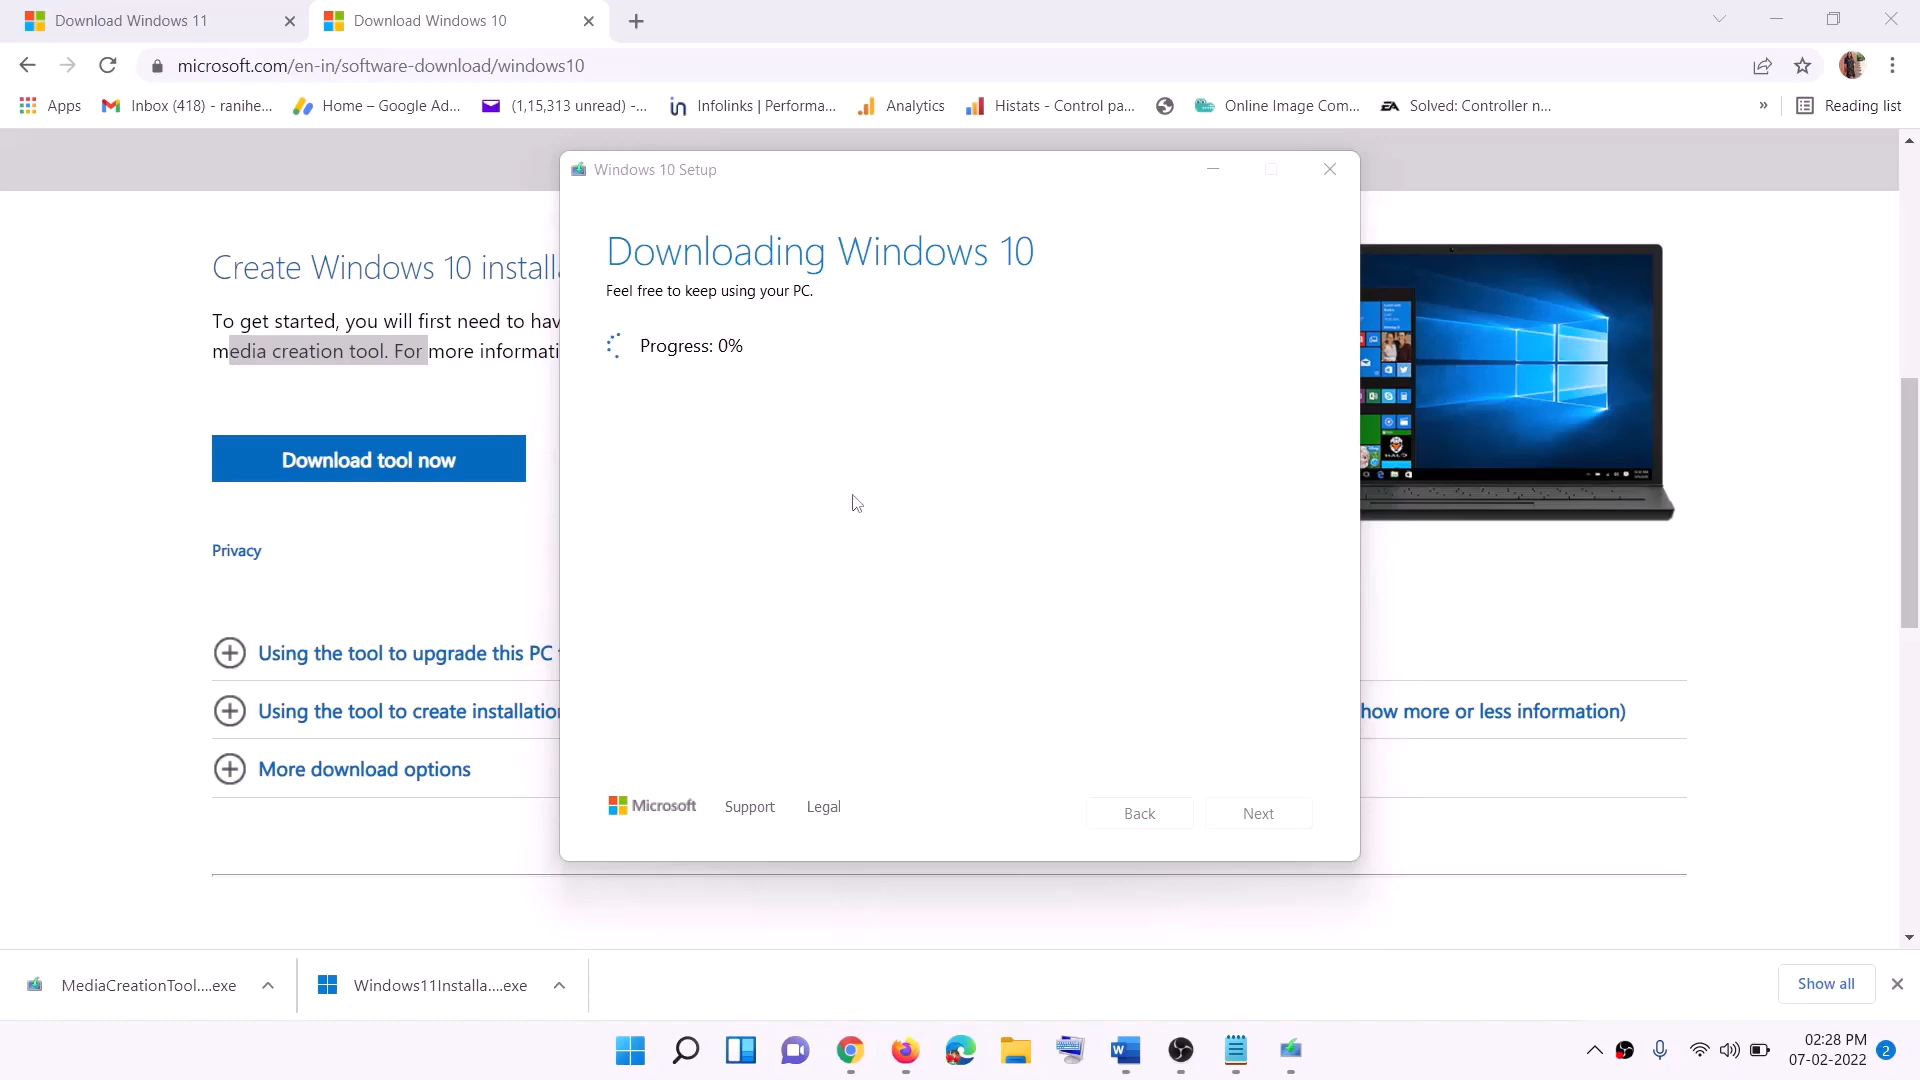 Download Windows 11
Download Windows 10
microsoft.com/en-in/software-download/windows10
Apps
Inbox (418) - ranihe...
Home – Google Ad...
(1,15,313 unread) -...
Infolinks | Performa...
Analytics
Histats - Control pa...
Online Image Com...
Solved: Controller n...
»
Reading list
Windows 10 Setup
Downloading Windows 10
Feel free to keep using your PC.
Progress: 0%
Microsoft
Support
Legal
Back
Next
Create Windows 10 installa
To get started, you will first need to hav
media creation tool. For more informati
Download tool now
Privacy
Using the tool to upgrade this PC
Using the tool to create installation
how more or less information)
More download options
MediaCreationTool....exe
Windows11Installa....exe
Show all
02:28 PM
07-02-2022
2